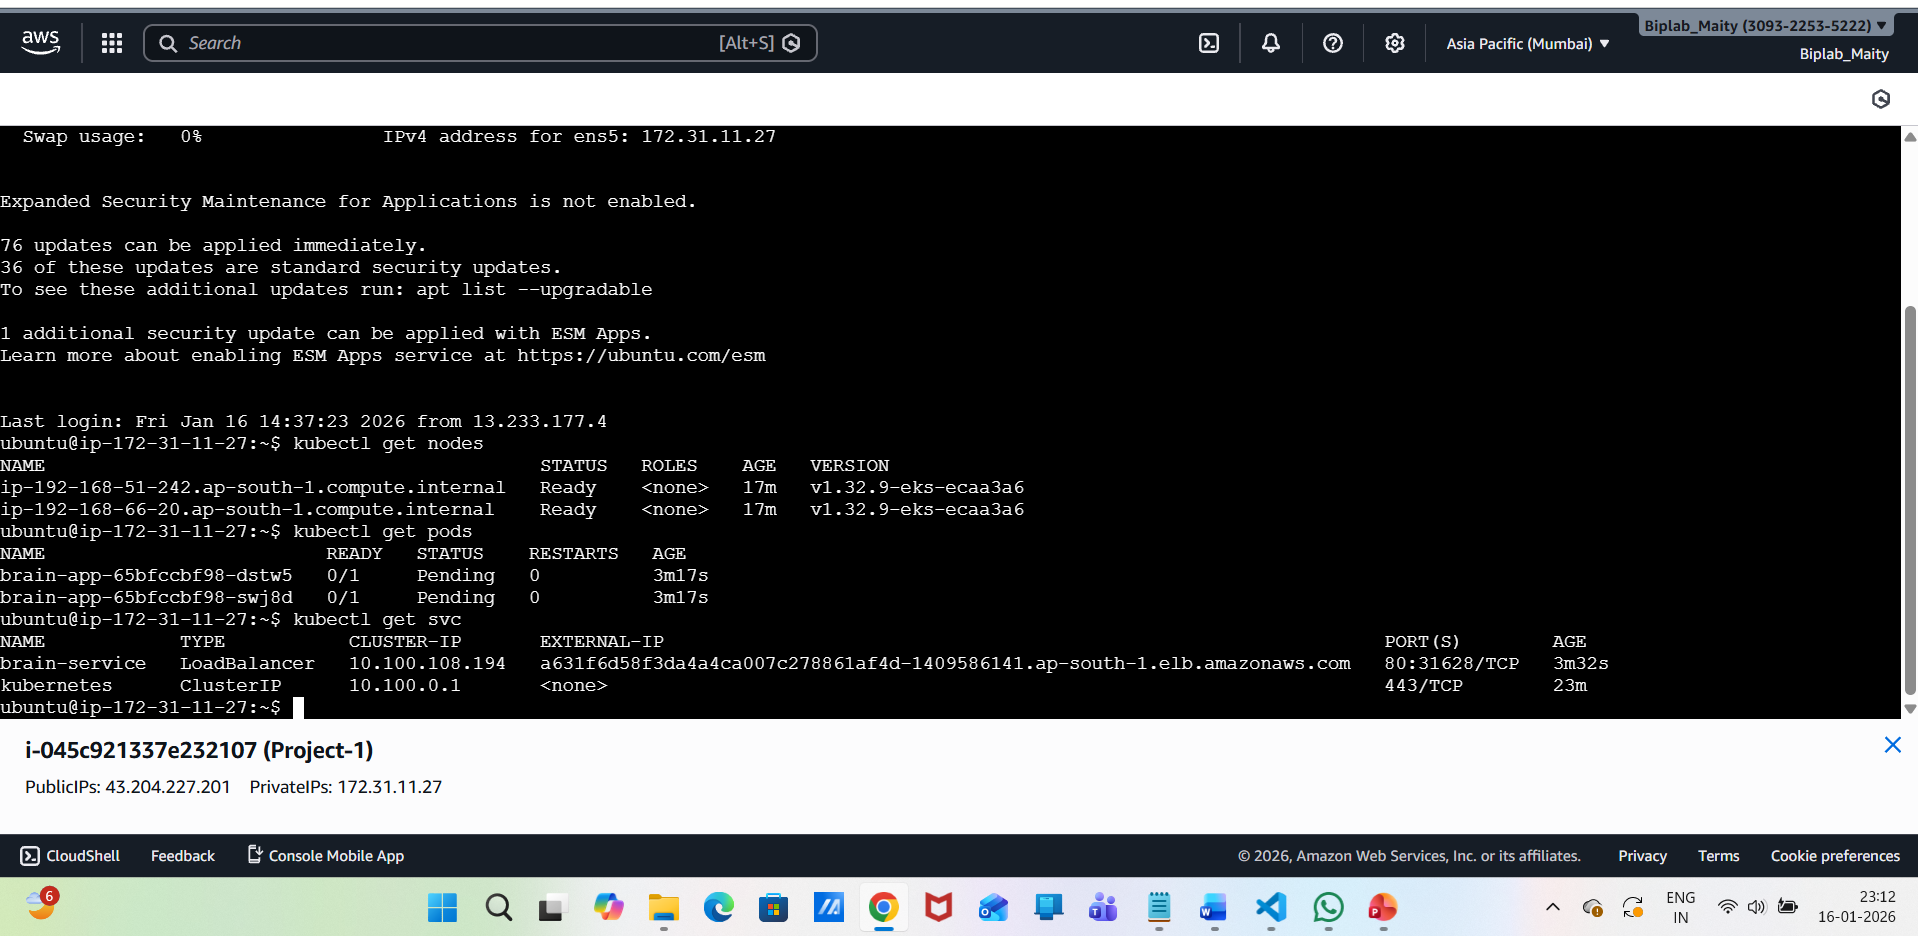 aws
Search [Alt+S]
Asia Pacific (Mumbai) ▼
Biplab_Maity (3093-2253-5222) ▼
Biplab_Maity
Swap usage:   0%                IPv4 address for ens5: 172.31.11.27
Expanded Security Maintenance for Applications is not enabled.
76 updates can be applied immediately.
36 of these updates are standard security updates.
To see these additional updates run: apt list --upgradable
1 additional security update can be applied with ESM Apps.
Learn more about enabling ESM Apps service at https://ubuntu.com/esm
Last login: Fri Jan 16 14:37:23 2026 from 13.233.177.4
ubuntu@ip-172-31-11-27:~$ kubectl get nodes
NAME                                            STATUS   ROLES    AGE   VERSION
ip-192-168-51-242.ap-south-1.compute.internal   Ready    <none>   17m   v1.32.9-eks-ecaa3a6
ip-192-168-66-20.ap-south-1.compute.internal    Ready    <none>   17m   v1.32.9-eks-ecaa3a6
ubuntu@ip-172-31-11-27:~$ kubectl get pods
NAME                         READY   STATUS    RESTARTS   AGE
brain-app-65bfccbf98-dstw5   0/1     Pending   0          3m17s
brain-app-65bfccbf98-swj8d   0/1     Pending   0          3m17s
ubuntu@ip-172-31-11-27:~$ kubectl get svc
NAME            TYPE           CLUSTER-IP       EXTERNAL-IP                                                                PORT(S)        AGE
brain-service   LoadBalancer   10.100.108.194   a631f6d58f3da4a4ca007c278861af4d-1409586141.ap-south-1.elb.amazonaws.com   80:31628/TCP   3m32s
kubernetes      ClusterIP      10.100.0.1       <none>                                                                     443/TCP        23m
ubuntu@ip-172-31-11-27:~$
i-045c921337e232107 (Project-1)
PublicIPs: 43.204.227.201    PrivateIPs: 172.31.11.27
CloudShell    Feedback    Console Mobile App    © 2026, Amazon Web Services, Inc. or its affiliates.    Privacy    Terms    Cookie preferences
6
ENG
IN
23:12
16-01-2026